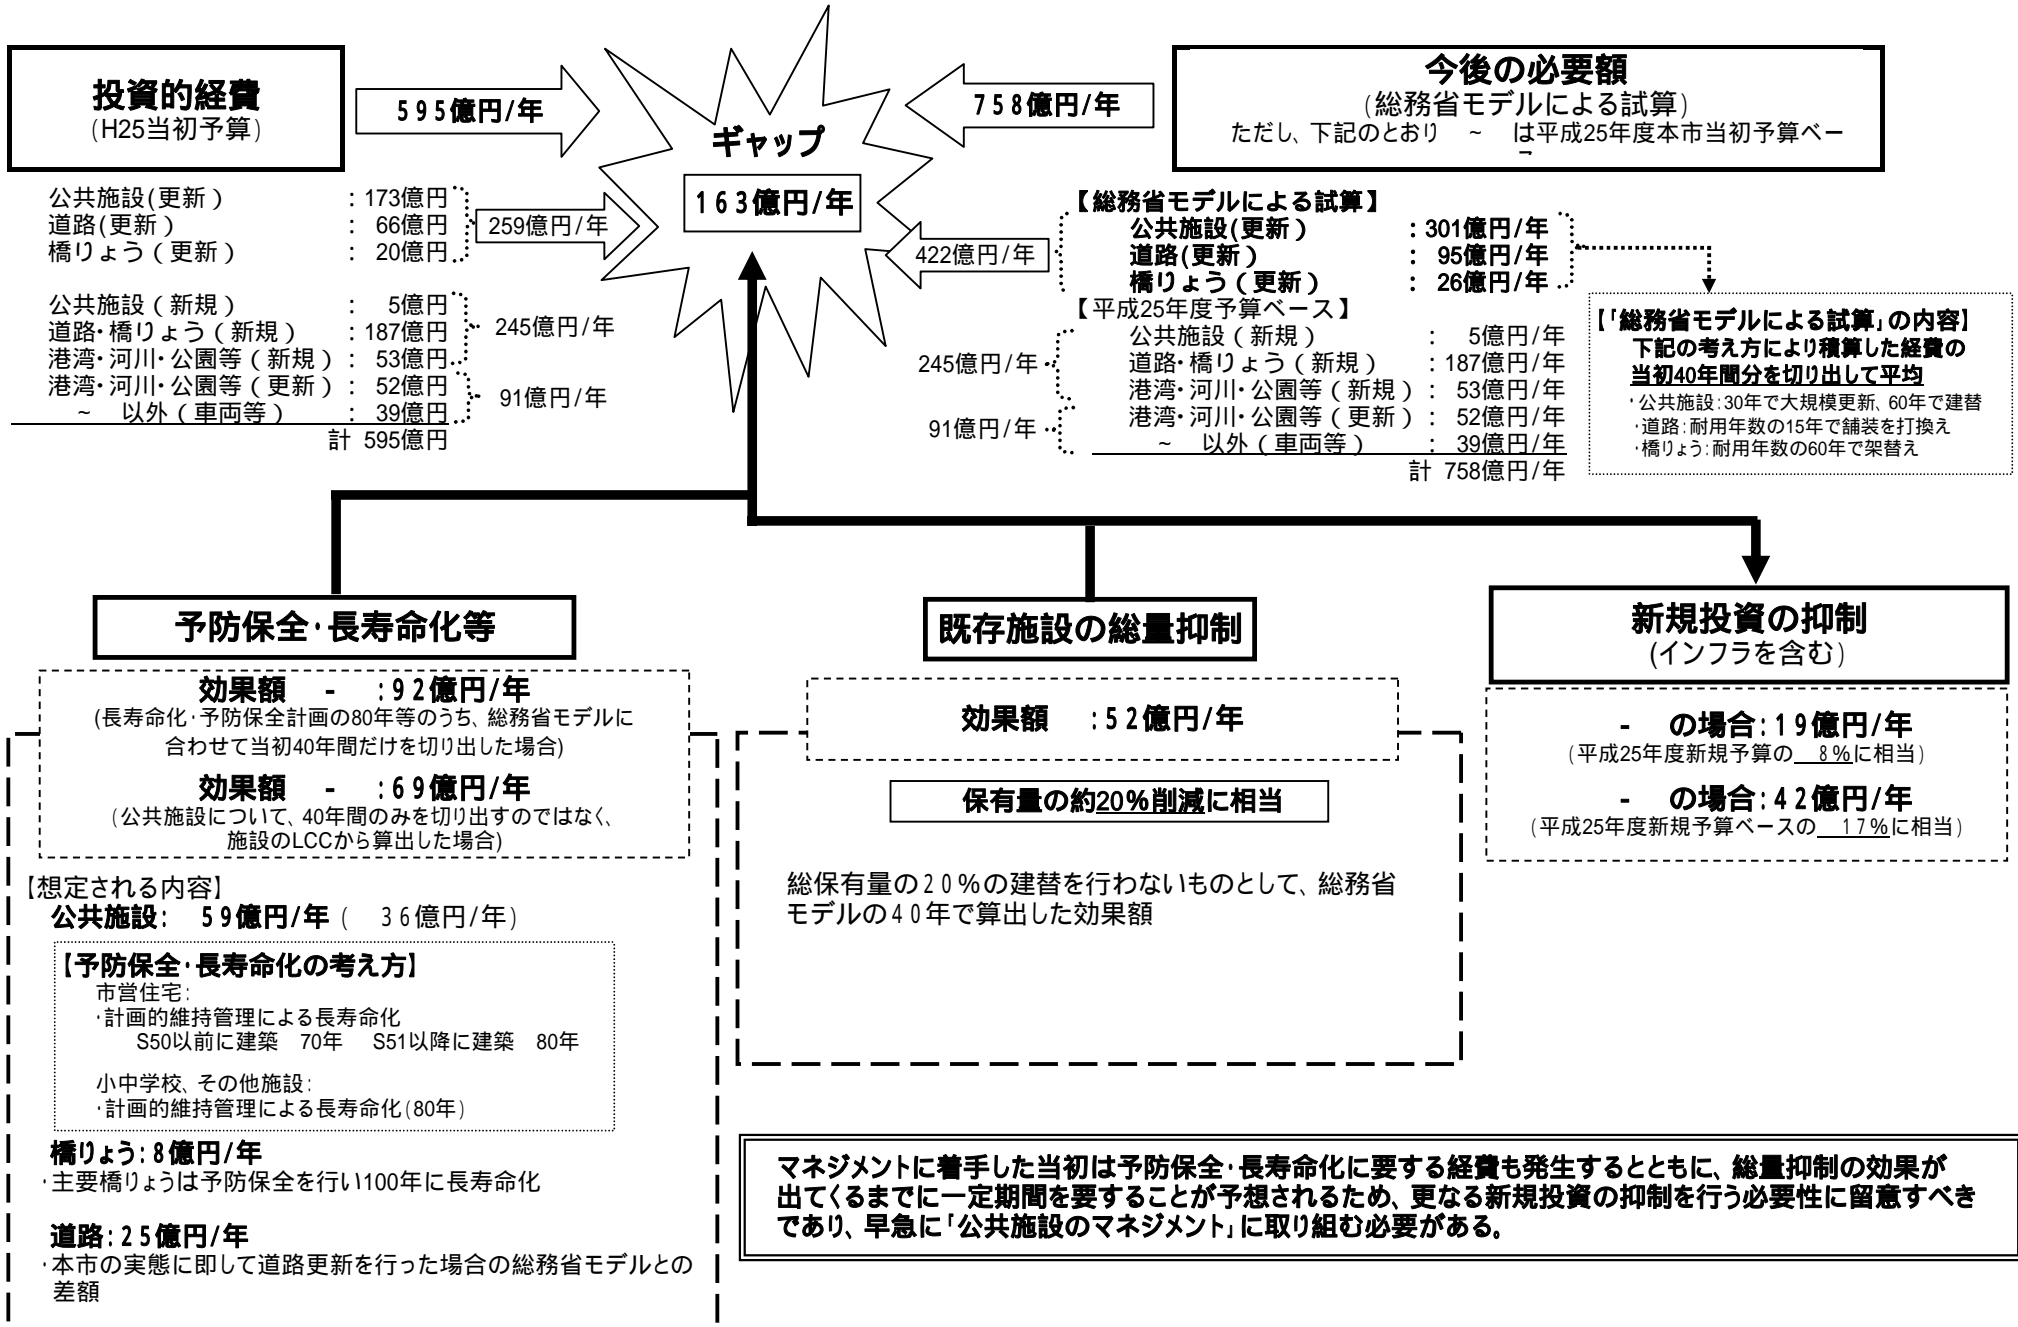 投資的経費
(H25当初予算)
595億円/年
ギャップ
163億円/年
758億円/年
今後の必要額
(総務省モデルによる試算)
ただし、下記のとおり　～　は平成25年度本市当初予算ベー
公共施設(更新) : 173億円
道路(更新) : 66億円
橋りょう(更新) : 20億円
259億円/年
公共施設(新規) : 5億円
道路・橋りょう(新規) : 187億円
港湾・河川・公園等(新規) : 53億円
245億円/年
港湾・河川・公園等(更新) : 52億円
～　以外(車両等) : 39億円
91億円/年
計 595億円
【総務省モデルによる試算】
公共施設(更新) : 301億円/年
道路(更新) : 95億円/年
橋りょう(更新) : 26億円/年
422億円/年
【平成25年度予算ベース】
公共施設(新規) : 5億円/年
道路・橋りょう(新規) : 187億円/年
港湾・河川・公園等(新規) : 53億円/年
245億円/年
港湾・河川・公園等(更新) : 52億円/年
～　以外(車両等) : 39億円/年
91億円/年
計 758億円/年
【「総務省モデルによる試算」の内容】
下記の考え方により積算した経費の
当初40年間分を切り出して平均
・公共施設:30年で大規模更新、60年で建替
・道路:耐用年数の15年で舗装を打換え
・橋りょう:耐用年数の60年で架替え
予防保全・長寿命化等
効果額　-　:92億円/年
(長寿命化・予防保全計画の80年等のうち、総務省モデルに
合わせて当初40年間だけを切り出した場合)
効果額　-　:69億円/年
(公共施設について、40年間のみを切り出すのではなく、
施設のLCCから算出した場合)
【想定される内容】
公共施設:　59億円/年(　36億円/年)
【予防保全・長寿命化の考え方】
市営住宅:
・計画的維持管理による長寿命化
S50以前に建築　70年　S51以降に建築　80年
小中学校、その他施設:
・計画的維持管理による長寿命化(80年)
橋りょう:8億円/年
・主要橋りょうは予防保全を行い100年に長寿命化
道路:25億円/年
・本市の実態に即して道路更新を行った場合の総務省モデルとの
差額
既存施設の総量抑制
効果額　:52億円/年
保有量の約20%削減に相当
総保有量の20%の建替を行わないものとして、総務省
モデルの40年で算出した効果額
新規投資の抑制
(インフラを含む)
-　の場合:19億円/年
(平成25年度新規予算の　8%に相当)
-　の場合:42億円/年
(平成25年度新規予算ベースの　17%に相当)
マネジメントに着手した当初は予防保全・長寿命化に要する経費も発生するとともに、総量抑制の効果が
出てくるまでに一定期間を要することが予想されるため、更なる新規投資の抑制を行う必要性に留意すべき
であり、早急に「公共施設のマネジメント」に取り組む必要がある。